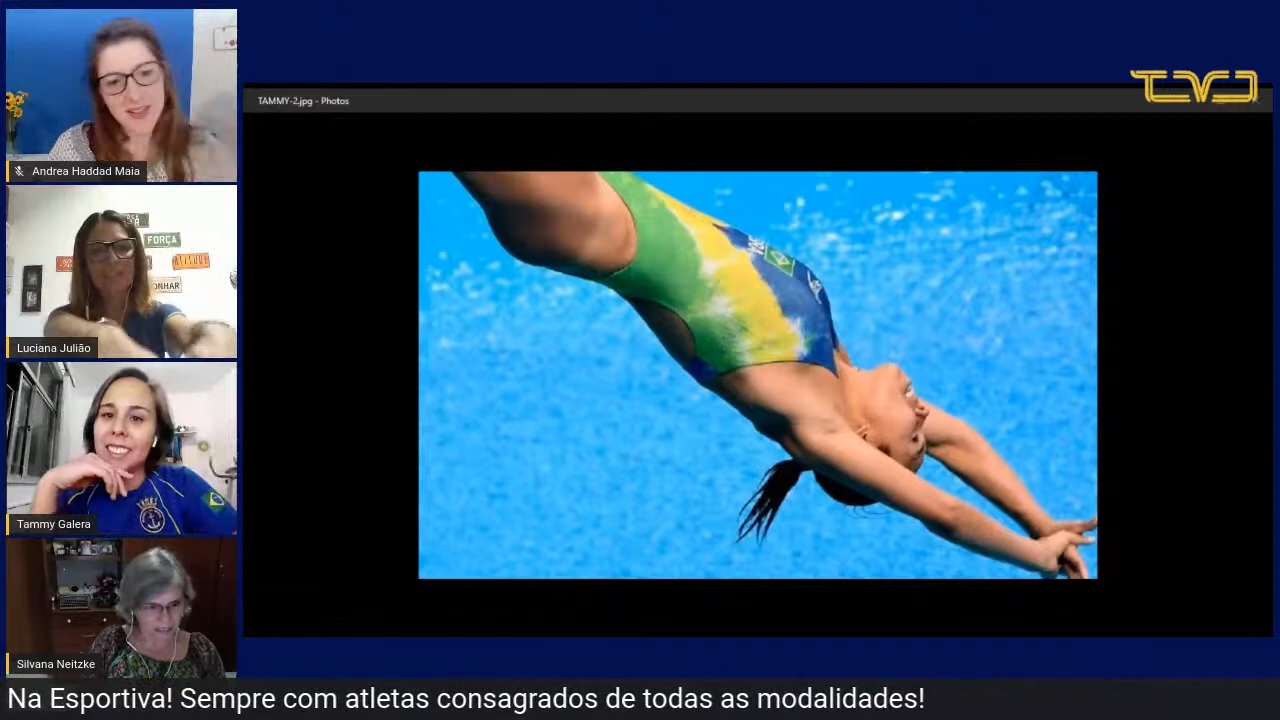 TAMMY-2.jpg - Photos
TVJ
Andrea Haddad Maia
FORÇA
ATITUDE
Luciana Julião
Tammy Galera
Silvana Neitzke
Na Esportiva! Sempre com atletas consagrados de todas as modalidades!